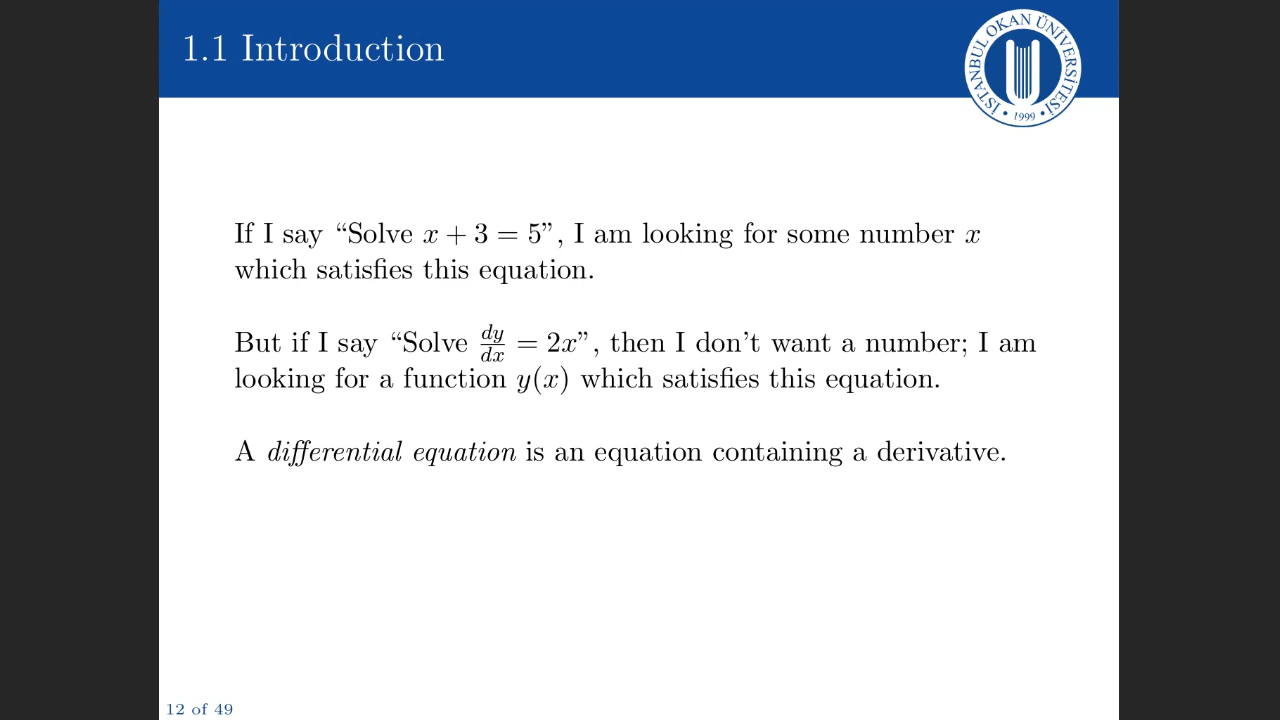 1.1 Introduction
İSTANBUL OKAN ÜNİVERSİTESİ
• 1999 •
If I say “Solve x + 3 = 5”, I am looking for some number x
which satisfies this equation.
But if I say “Solve dy/dx = 2x”, then I don’t want a number; I am
looking for a function y(x) which satisfies this equation.
A differential equation is an equation containing a derivative.
12 of 49